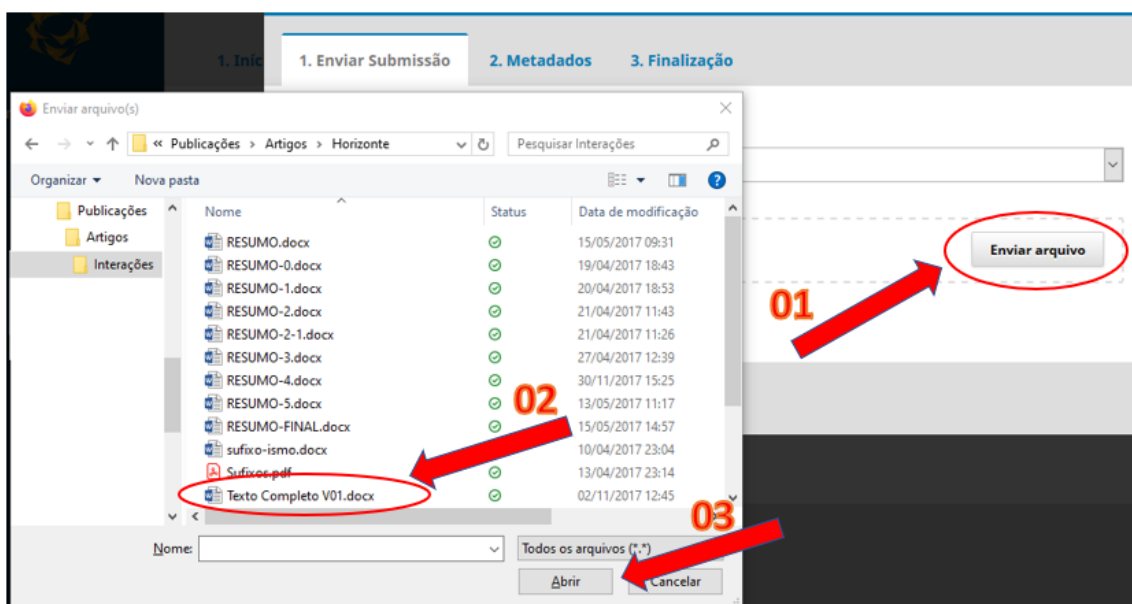 1. Iníc
1. Enviar Submissão
2. Metadados
3. Finalização
Enviar arquivo(s)
« Publicações > Artigos > Horizonte
Pesquisar Interações
Organizar
Nova pasta
Publicações
Artigos
Interações
Nome Status Data de modificação
RESUMO.docx 15/05/2017 09:31
RESUMO-0.docx 19/04/2017 18:43
RESUMO-1.docx 20/04/2017 18:53
RESUMO-2.docx 21/04/2017 11:43
RESUMO-2-1.docx 21/04/2017 11:26
RESUMO-3.docx 27/04/2017 12:39
RESUMO-4.docx 30/11/2017 15:25
RESUMO-5.docx 13/05/2017 11:17
RESUMO-FINAL.docx 15/05/2017 14:57
sufixo-ismo.docx 10/04/2017 23:04
Sufixos.pdf 13/04/2017 23:14
Texto Completo V01.docx 02/11/2017 12:45
Nome:
Todos os arquivos (*.*)
Abrir
Cancelar
Enviar arquivo
01
02
03